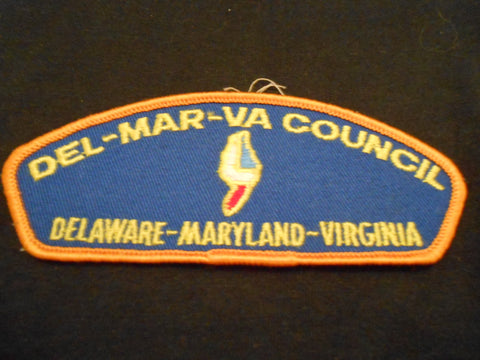 DEL-MAR-VA COUNCIL
DELAWARE-MARYLAND-VIRGINIA